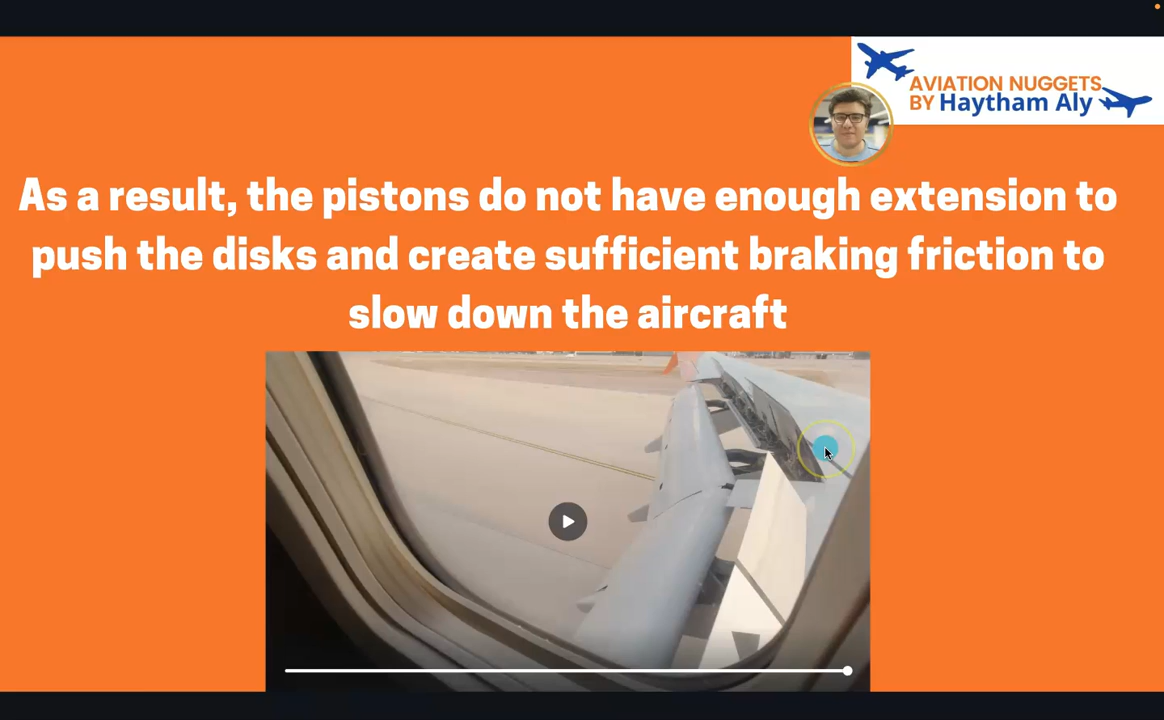 AVIATION NUGGETS
BY Haytham Aly
As a result, the pistons do not have enough extension to
push the disks and create sufficient braking friction to
slow down the aircraft